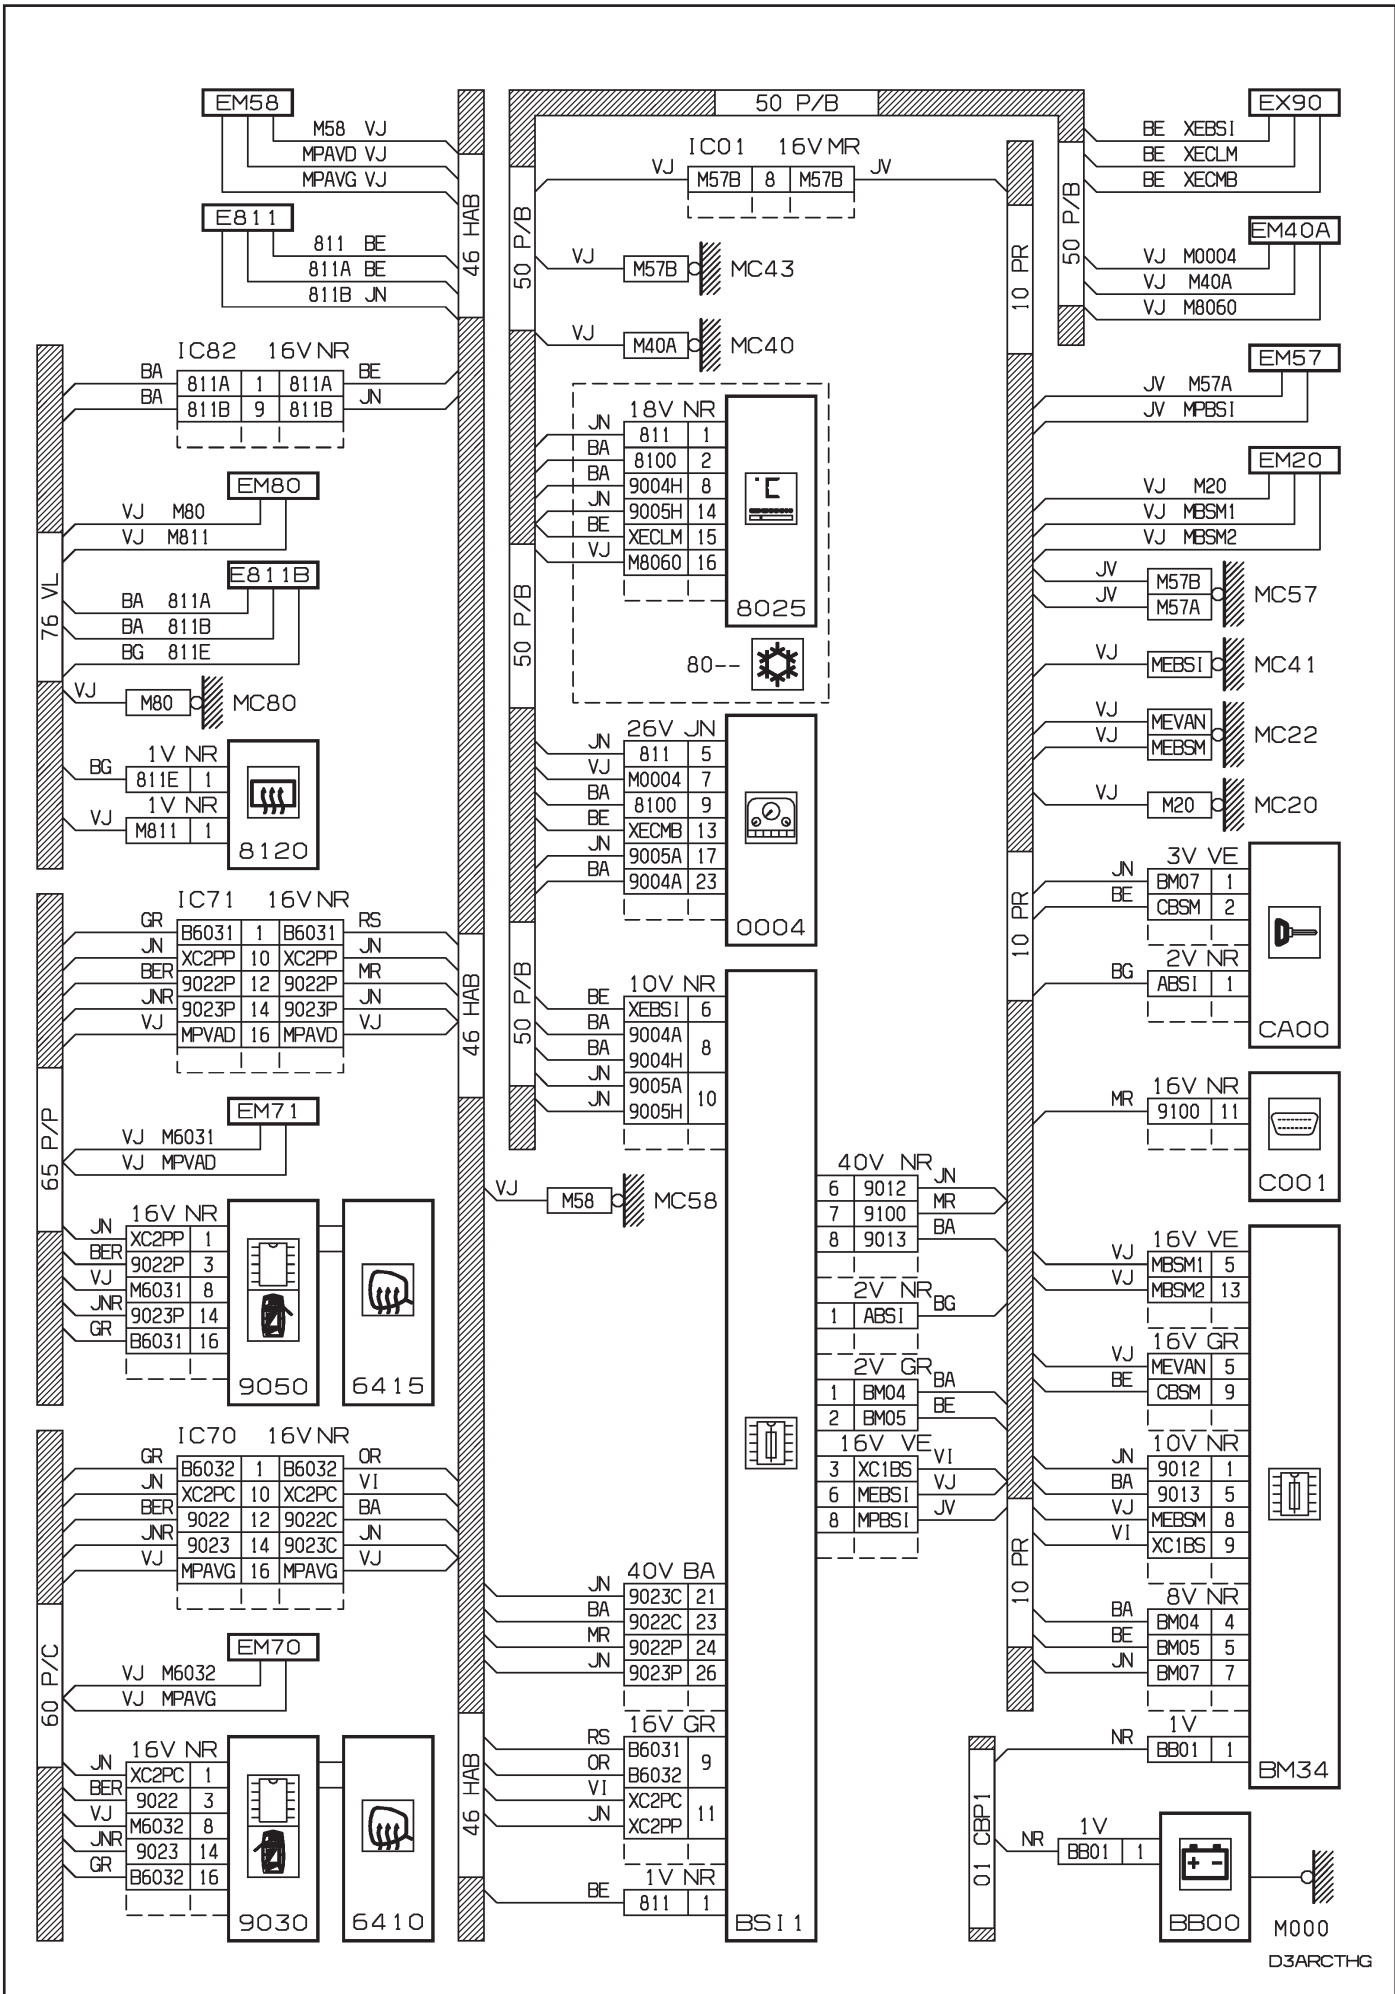 EM58
M58 VJ
MPAVD VJ
MPAVG VJ
E811
811 BE
811A BE
811B JN
46 HAB
IC82 16V NR
BA 811A 1 811A BE
BA 811B 9 811B JN
EM80
VJ M80
VJ M811
E811B
BA 811A
BA 811B
BG 811E
76 VL
VJ M80 MC80
1V NR
BG 811E 1
1V NR
VJ M811 1
8120
IC71 16V NR
GR B6031 1 B6031 RS
JN XC2PP 10 XC2PP JN
BER 9022P 12 9022P MR
JNR 9023P 14 9023P JN
VJ MPVAD 16 MPAVD VJ
46 HAB
65 P/P
EM71
VJ M6031
VJ MPVAD
16V NR
JN XC2PP 1
BER 9022P 3
VJ M6031 8
JNR 9023P 14
GR B6031 16
9050
6415
IC70 16V NR
GR B6032 1 B6032 OR
JN XC2PC 10 XC2PC VI
BER 9022 12 9022C BA
JNR 9023 14 9023C JN
VJ MPAVG 16 MPAVG VJ
60 P/C
EM70
VJ M6032
VJ MPAVG
16V NR
JN XC2PC 1
BER 9022 3
VJ M6032 8
JNR 9023 14
GR B6032 16
9030
6410
46 HAB
50 P/B
50 P/B
IC01 16V MR
VJ M57B 8 M57B JV
VJ M57B MC43
VJ M40A MC40
18V NR
JN 811 1
BA 8100 2
BA 9004H 8
JN 9005H 14
BE XECLM 15
VJ M8060 16
°C
8025
80--
50 P/B
26V JN
JN 811 5
VJ M0004 7
BA 8100 9
BE XECMB 13
JN 9005A 17
BA 9004A 23
0004
50 P/B
10V NR
BE XEBSI 6
BA 9004A
BA 9004H
8
JN 9005A
JN 9005H
10
VJ M58 MC58
40V NR
6 9012 JN
7 9100 MR
8 9013 BA
2V NR
1 ABSI BG
2V GR
1 BM04 BA
2 BM05 BE
16V VE
3 XC1BS VI
6 MEBSI VJ
8 MPBSI JV
40V BA
JN 9023C 21
BA 9022C 23
MR 9022P 24
JN 9023P 26
16V GR
RS B6031
OR B6032
9
VI XC2PC
JN XC2PP
11
1V NR
BE 811 1
BSI1
EX90
BE XEBSI
BE XECLM
BE XECMB
50 P/B
EM40A
VJ M0004
VJ M40A
VJ M8060
10 PR
EM57
JV M57A
JV MPBSI
EM20
VJ M20
VJ MBSM1
VJ MBSM2
JV M57B
JV M57A
MC57
VJ MEBSI MC41
VJ MEVAN
VJ MEBSM
MC22
VJ M20 MC20
3V VE
JN BM07 1
BE CBSM 2
2V NR
BG ABSI 1
CA00
10 PR
16V NR
MR 9100 11
C001
16V VE
VJ MBSM1 5
VJ MBSM2 13
16V GR
VJ MEVAN 5
BE CBSM 9
10V NR
JN 9012 1
BA 9013 5
VJ MEBSM 8
VI XC1BS 9
10 PR
8V NR
BA BM04 4
BE BM05 5
JN BM07 7
1V
NR BB01 1
BM34
01 CBP1
1V
NR BB01 1
+ -
BB00
M000
D3ARCTHG